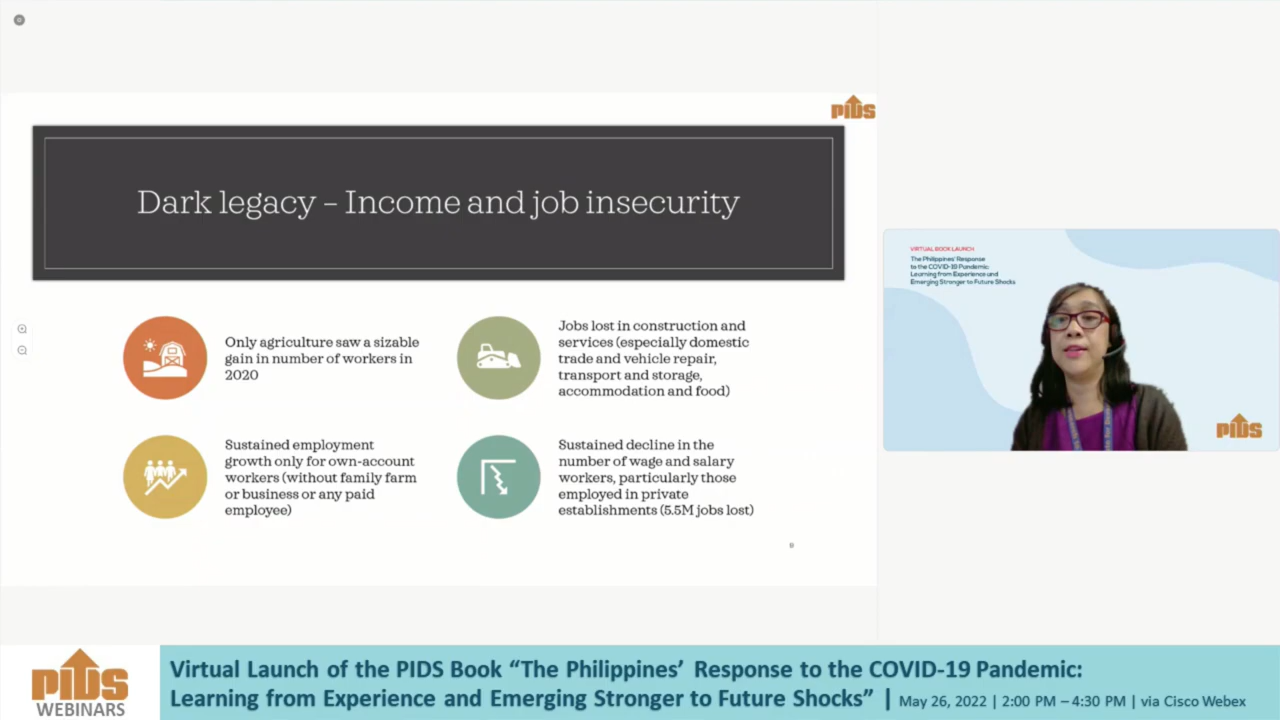 PIDS
Dark legacy – Income and job insecurity
Only agriculture saw a sizable
gain in number of workers in
2020
Jobs lost in construction and
services (especially domestic
trade and vehicle repair,
transport and storage,
accommodation and food)
Sustained employment
growth only for own-account
workers (without family farm
or business or any paid
employee)
Sustained decline in the
number of wage and salary
workers, particularly those
employed in private
establishments (5.5M jobs lost)
9
VIRTUAL BOOK LAUNCH
The Philippines' Response
to the COVID-19 Pandemic:
Learning from Experience and
Emerging Stronger to Future Shocks
PIDS
PIDS
WEBINARS
Virtual Launch of the PIDS Book “The Philippines’ Response to the COVID-19 Pandemic:
Learning from Experience and Emerging Stronger to Future Shocks” | May 26, 2022 | 2:00 PM – 4:30 PM | via Cisco Webex